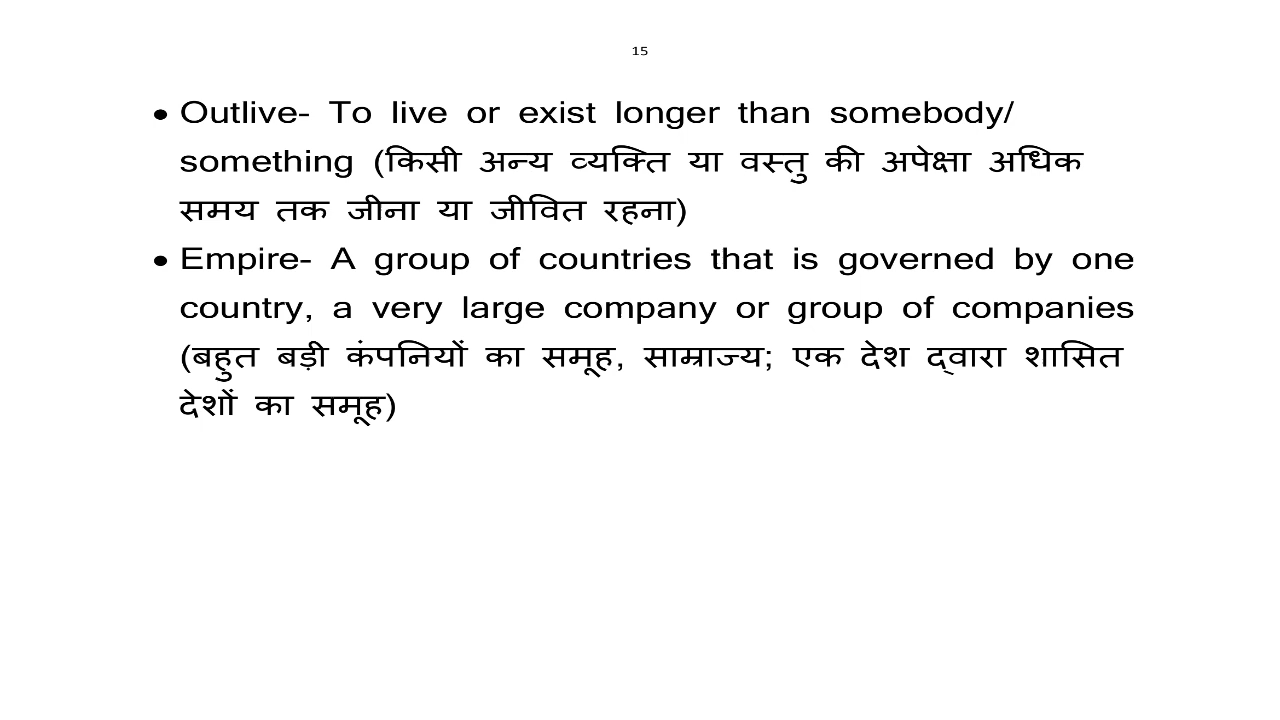 15
• Outlive- To live or exist longer than somebody/
something (किसी अन्य व्यक्ति या वस्तु की अपेक्षा अधिक
समय तक जीना या जीवित रहना)
• Empire- A group of countries that is governed by one
country, a very large company or group of companies
(बहुत बड़ी कंपनियों का समूह, साम्राज्य; एक देश द्वारा शासित
देशों का समूह)